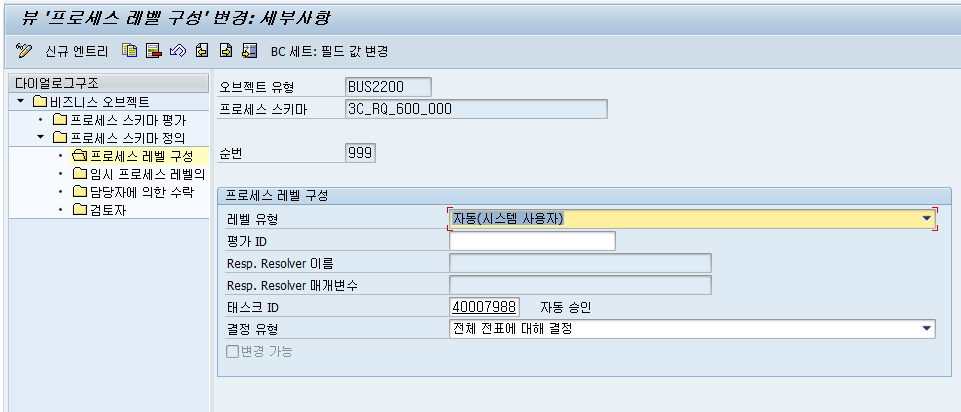 뷰 '프로세스 레벨 구성' 변경: 세부사항
신규 엔트리 BC 세트: 필드 값 변경
다이얼로그구조
비즈니스 오브젝트
프로세스 스키마 평가
프로세스 스키마 정의
프로세스 레벨 구성
임시 프로세스 레벨의
담당자에 의한 수락
검토자
오브젝트 유형 BUS2200
프로세스 스키마 3C_RQ_600_000
순번 999
프로세스 레벨 구성
레벨 유형 자동(시스템 사용자)
평가 ID
Resp. Resolver 이름
Resp. Resolver 매개변수
태스크 ID 40007988 자동 승인
결정 유형 전체 전표에 대해 결정
변경 가능